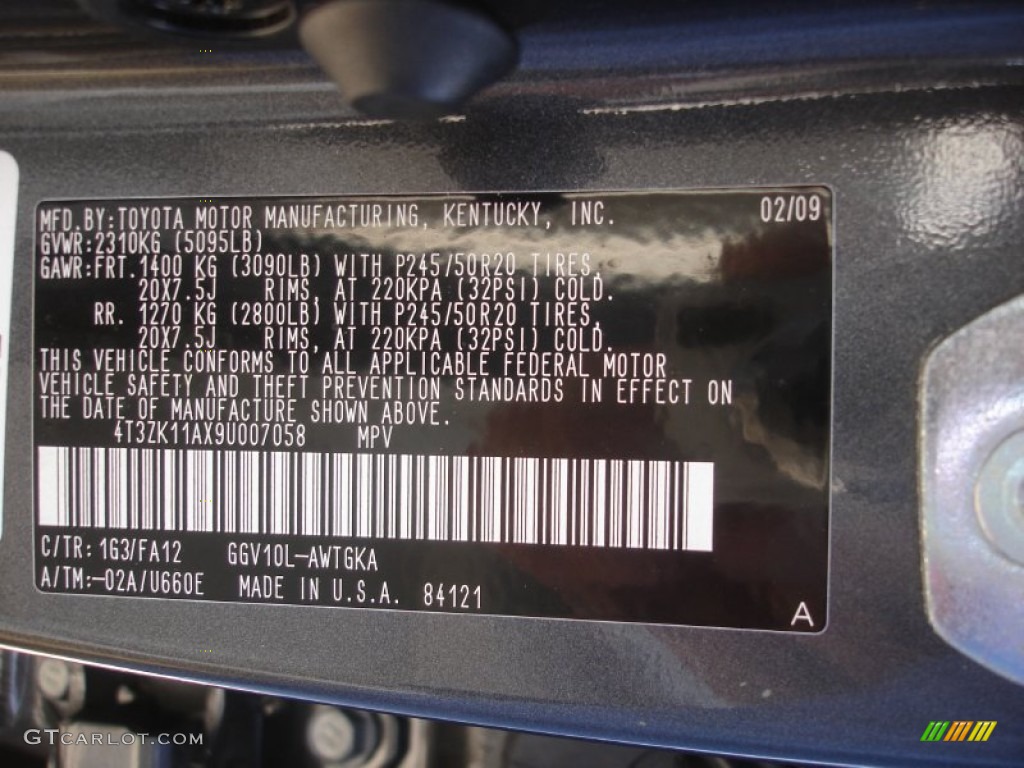 MFD.BY:TOYOTA MOTOR MANUFACTURING, KENTUCKY, INC. 02/09
GVWR:2310KG (5095LB)
GAWR:FRT.1400 KG (3090LB) WITH P245/50R20 TIRES,
20X7.5J RIMS, AT 220KPA (32PSI) COLD.
RR. 1270 KG (2800LB) WITH P245/50R20 TIRES,
20X7.5J RIMS, AT 220KPA (32PSI) COLD.
THIS VEHICLE CONFORMS TO ALL APPLICABLE FEDERAL MOTOR
VEHICLE SAFETY AND THEFT PREVENTION STANDARDS IN EFFECT ON
THE DATE OF MANUFACTURE SHOWN ABOVE.
4T3ZK11AX9U007058 MPV
C/TR: 1G3/FA12 GGV10L-AWTGKA
A/TM:-02A/U660E MADE IN U.S.A. 84121
A
GTCARLOT.COM